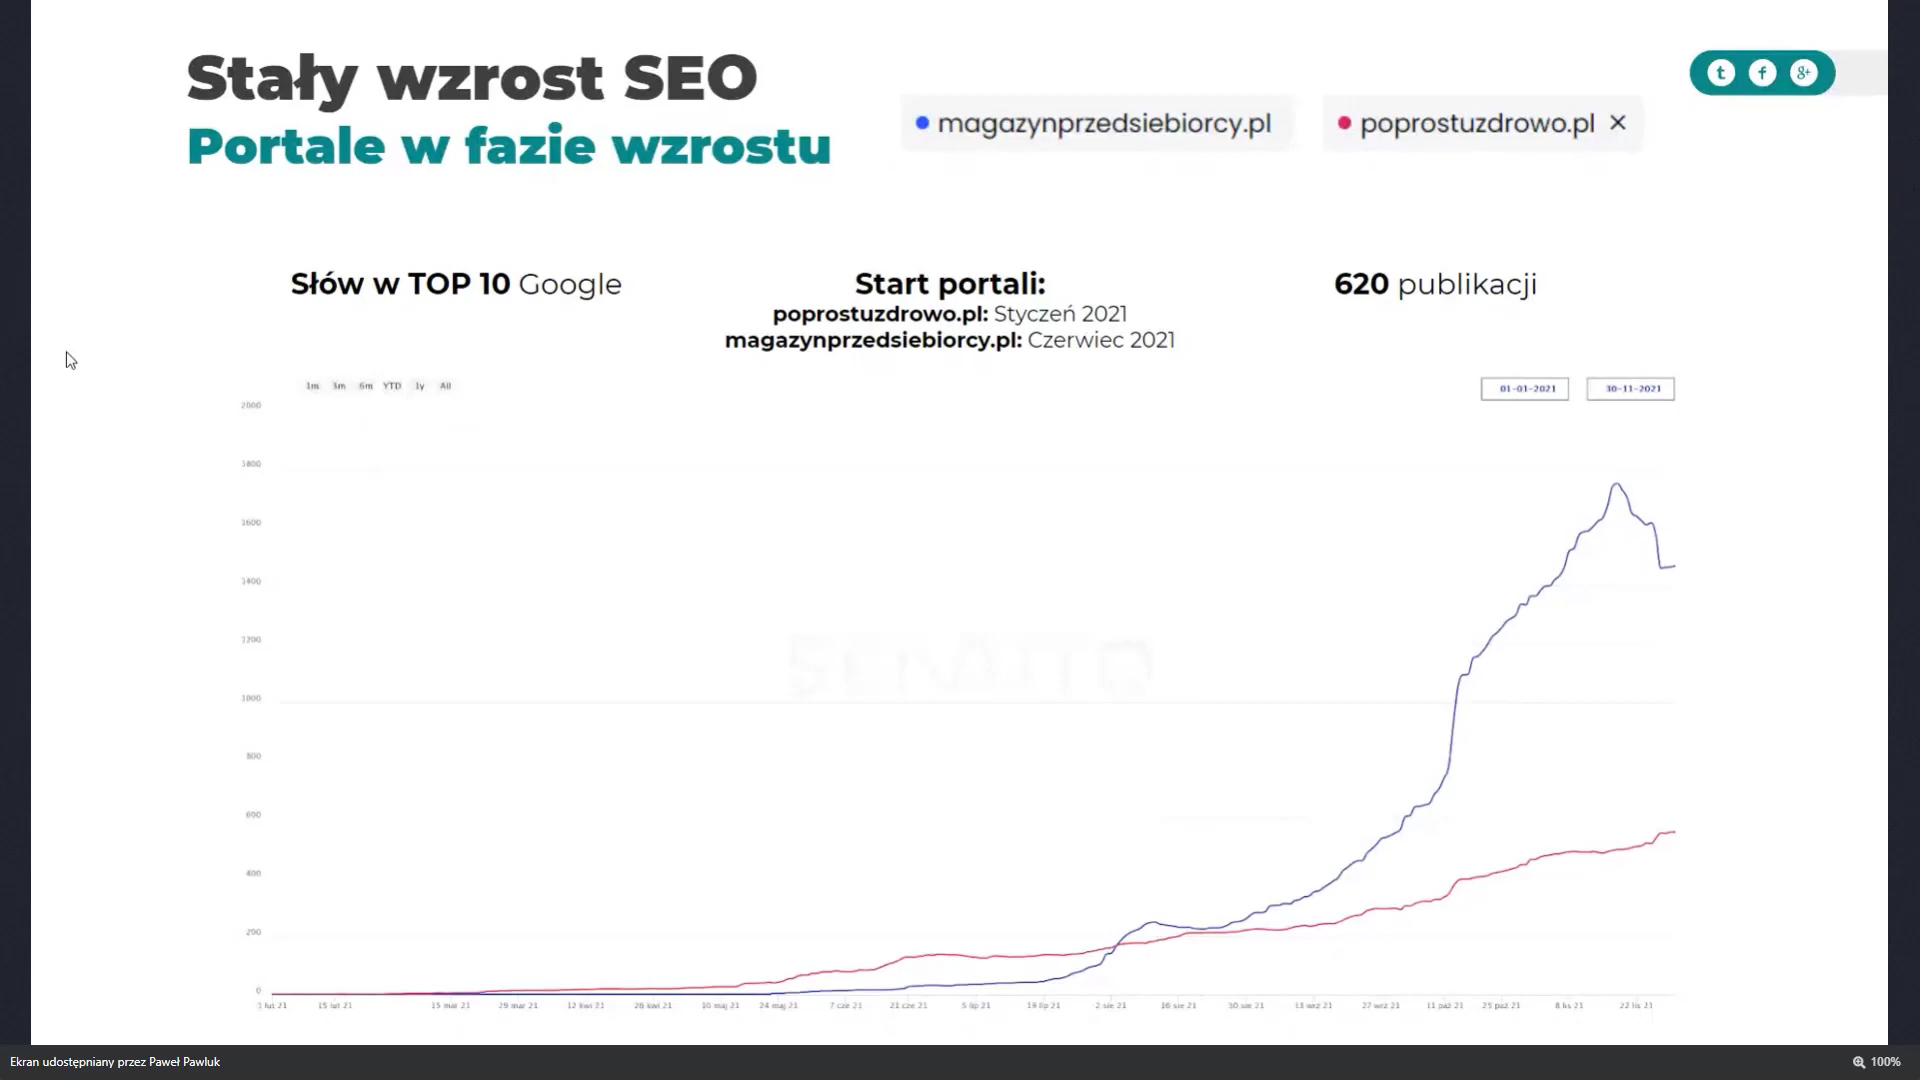 Stały wzrost SEO
Portale w fazie wzrostu
magazynprzedsiebiorcy.pl
poprostuzdrowo.pl ×
t f g+
Słów w TOP 10 Google
Start portali:
poprostuzdrowo.pl: Styczeń 2021
magazynprzedsiebiorcy.pl: Czerwiec 2021
620 publikacji
1m 3m 6m YTD 1y All
01-01-2021 30-11-2021
2000
1800
1600
1400
1200
1000
800
600
400
200
0
1 lut 21 15 lut 21 15 mar 21 29 mar 21 12 kwi 21 26 kwi 21 10 maj 21 24 maj 21 7 cze 21 21 cze 21 5 lip 21 19 lip 21 2 sie 21 16 sie 21 30 sie 21 13 wrz 21 27 wrz 21 11 paź 21 25 paź 21 8 lis 21 22 lis 21
SENUTO
Ekran udostępniany przez Paweł Pawluk
100%